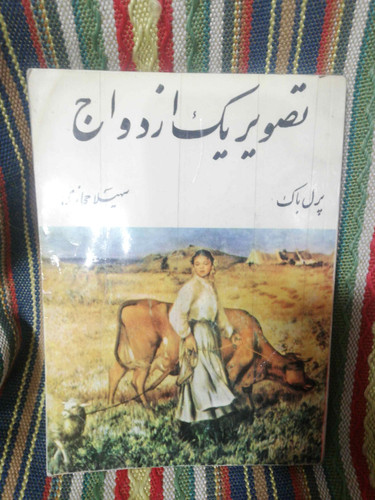 تصویر یک ازدواج
پرل باک
سهیلا